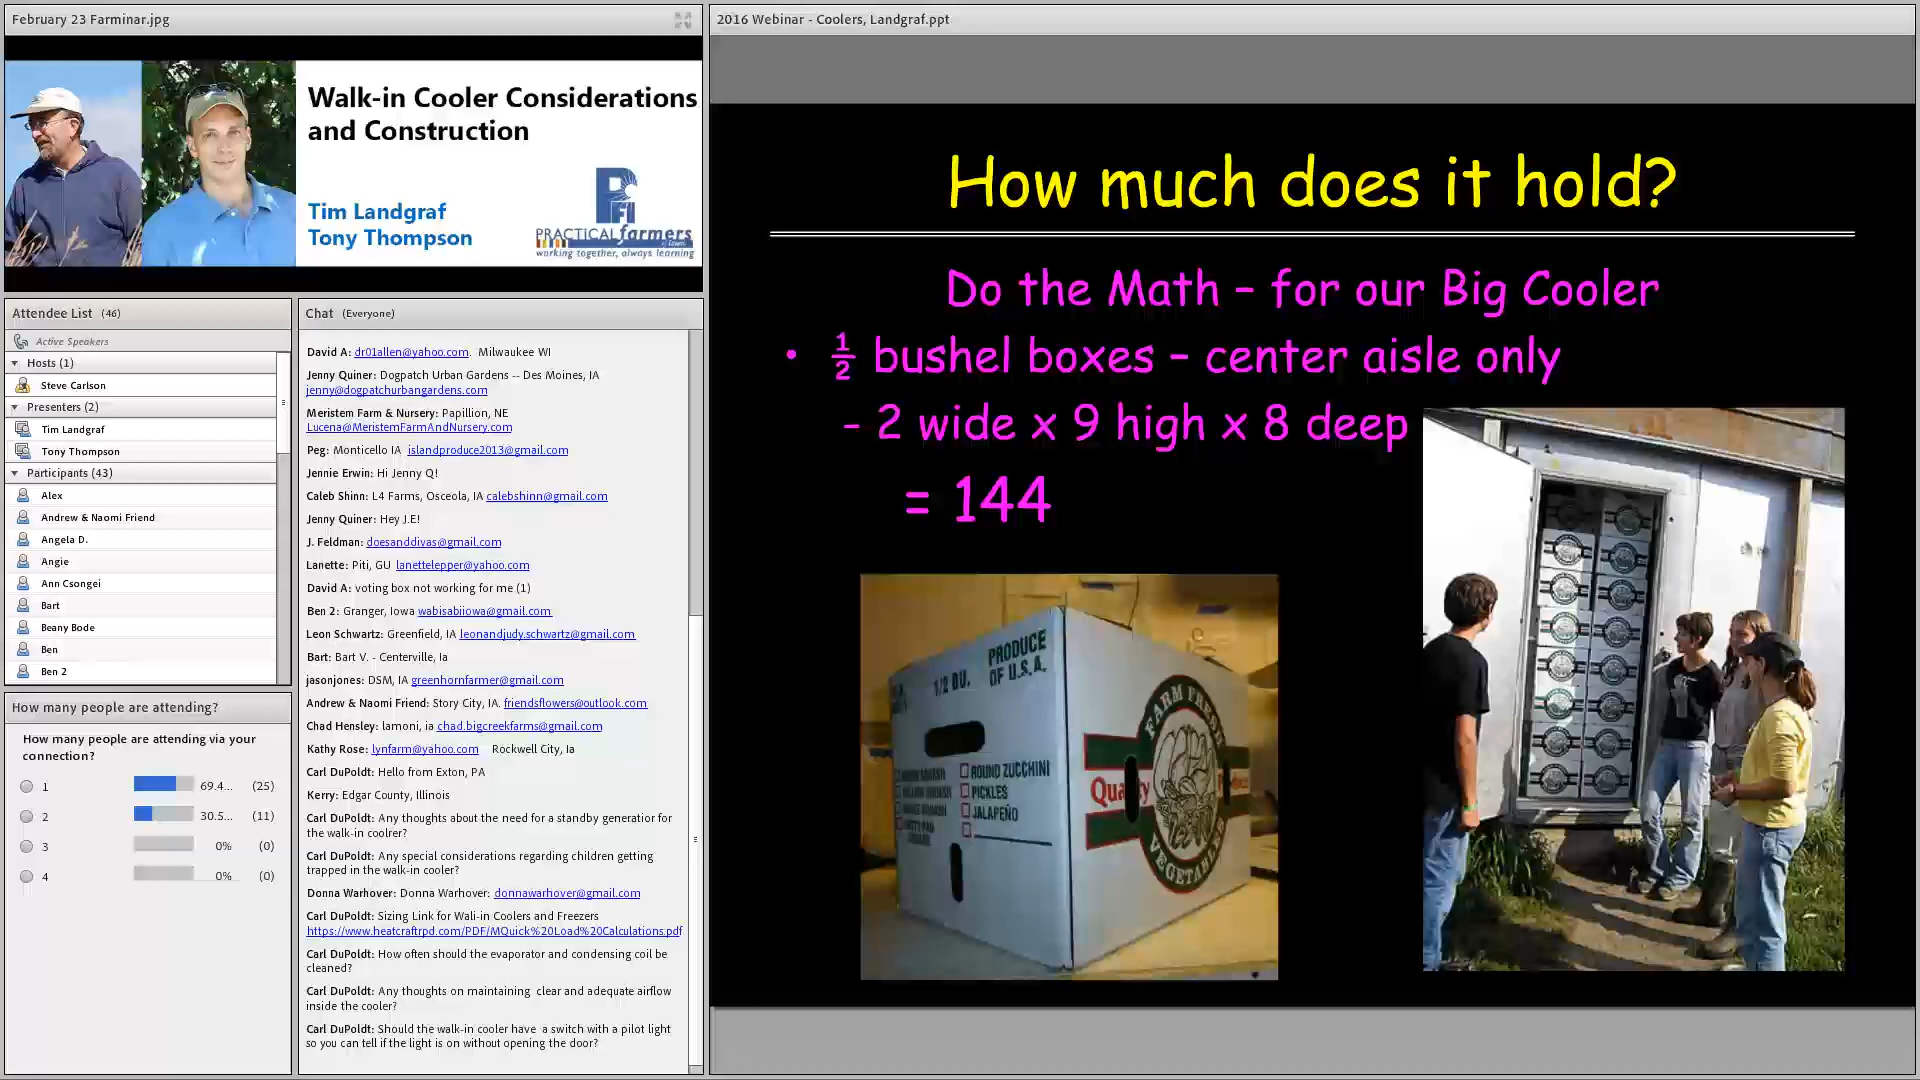 February 23 Farminar.jpg
Walk-in Cooler Considerations
and Construction
Tim Landgraf
Tony Thompson
PFI
PRACTICAL farmers
of Iowa
working together, always learning
Attendee List (46)
Active Speakers
Hosts (1)
Steve Carlson
Presenters (2)
Tim Landgraf
Tony Thompson
Participants (43)
Alex
Andrew & Naomi Friend
Angela D.
Angie
Ann Csongei
Bart
Beany Bode
Ben
Ben 2
How many people are attending?
How many people are attending via your
connection?
1 69.4... (25)
2 30.5... (11)
3 0% (0)
4 0% (0)
Chat (Everyone)
David A: dr01allen@yahoo.com. Milwaukee WI
Jenny Quiner: Dogpatch Urban Gardens -- Des Moines, IA
jenny@dogpatchurbangardens.com
Meristem Farm & Nursery: Papillion, NE
Lucena@MeristemFarmAndNursery.com
Peg: Monticello IA islandproduce2013@gmail.com
Jennie Erwin: Hi Jenny Q!
Caleb Shinn: L4 Farms, Osceola, IA calebshinn@gmail.com
Jenny Quiner: Hey J.E!
J. Feldman: doesanddivas@gmail.com
Lanette: Piti, GU lanettelepper@yahoo.com
David A: voting box not working for me (1)
Ben 2: Granger, Iowa wabisabiiowa@gmail.com
Leon Schwartz: Greenfield, IA leonandjudy.schwartz@gmail.com
Bart: Bart V. - Centerville, Ia
jasonjones: DSM, IA greenhornfarmer@gmail.com
Andrew & Naomi Friend: Story City, IA. friendsflowers@outlook.com
Chad Hensley: lamoni, ia chad.bigcreekfarms@gmail.com
Kathy Rose: lynfarm@yahoo.com Rockwell City, Ia
Carl DuPoldt: Hello from Exton, PA
Kerry: Edgar County, Illinois
Carl DuPoldt: Any thoughts about the need for a standby generatior for
the walk-in coolrer?
Carl DuPoldt: Any special considerations regarding children getting
trapped in the walk-in cooler?
Donna Warhover: Donna Warhover: donnawarhover@gmail.com
Carl DuPoldt: Sizing Link for Wali-in Coolers and Freezers
https://www.heatcraftrpd.com/PDF/MQuick%20Load%20Calculations.pdf
Carl DuPoldt: How often should the evaporator and condensing coil be
cleaned?
Carl DuPoldt: Any thoughts on maintaining clear and adequate airflow
inside the cooler?
Carl DuPoldt: Should the walk-in cooler have a switch with a pilot light
so you can tell if the light is on without opening the door?
2016 Webinar - Coolers, Landgraf.ppt
How much does it hold?
Do the Math – for our Big Cooler
• ½ bushel boxes – center aisle only
- 2 wide x 9 high x 8 deep
= 144
1/2 BU.
PRODUCE
OF U.S.A.
ROUND ZUCCHINI
PICKLES
JALAPEÑO
FARM FRESH
Quality
VEGETABLES